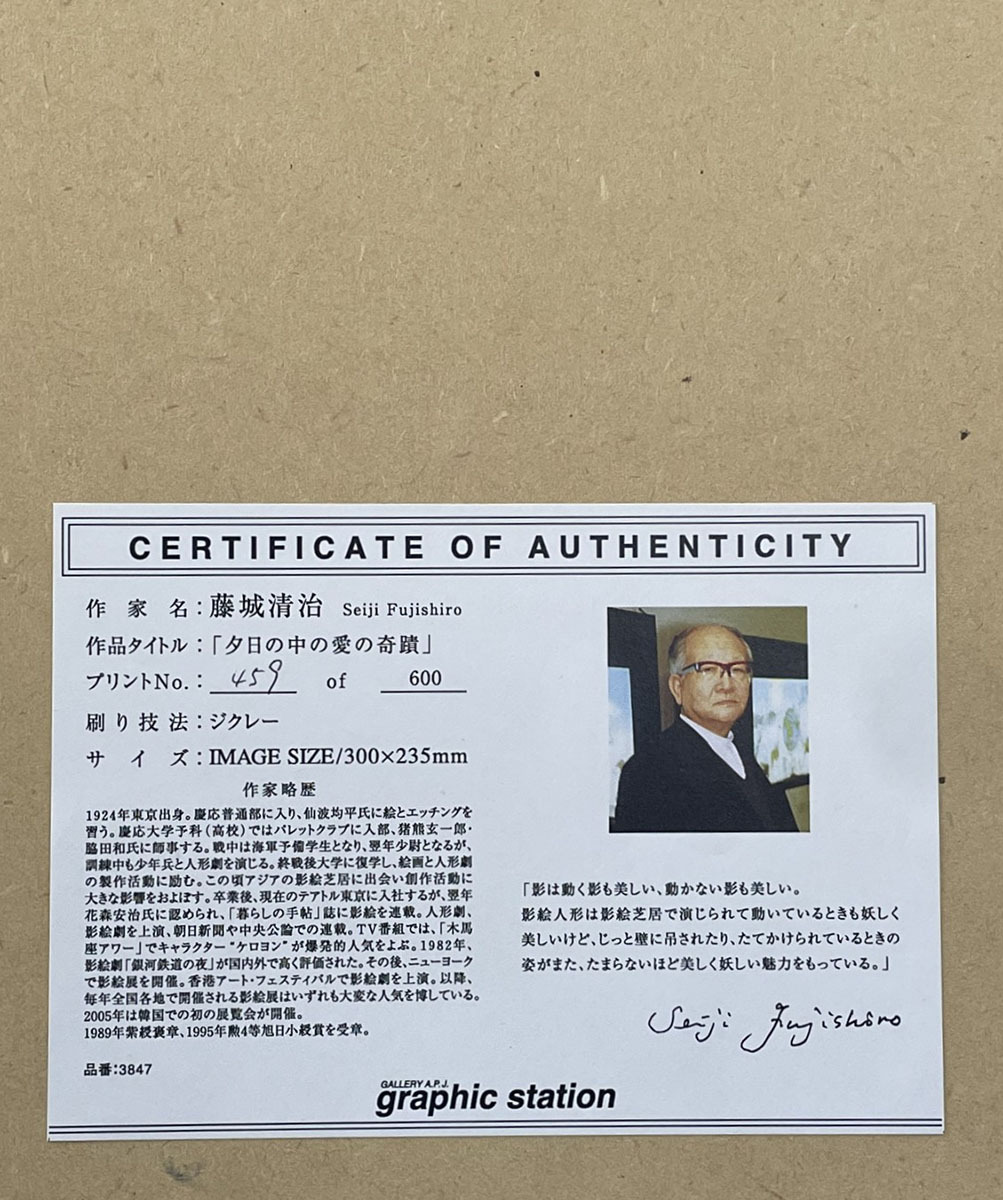 CERTIFICATE OF AUTHENTICITY
作家名：藤城清治 Seiji Fujishiro
作品タイトル：「夕日の中の愛の奇蹟」
プリントNo.：459 of 600
刷り技法：ジクレー
サイズ：IMAGE SIZE/300×235mm
作家略歴
1924年東京出身。慶応普通部に入り、仙波均平氏に絵とエッチングを
習う。慶応大学予科（高校）ではパレットクラブに入部、猪熊玄一郎・
脇田和氏に師事する。戦中は海軍予備学生となり、翌年少尉となるが、
訓練中も少年兵と人形劇を演じる。終戦後大学に復学し、絵画と人形劇
の製作活動に励む。この頃アジアの影絵芝居に出会い創作活動に
大きな影響をおよぼす。卒業後、現在のテアトル東京に入社するが、翌年
花森安治氏に認められ、「暮らしの手帖」誌に影絵を連載。人形劇、
影絵劇を上演、朝日新聞や中央公論での連載。TV番組では、「木馬
座アワー」でキャラクター“ケロヨン”が爆発的人気をよぶ。1982年、
影絵劇「銀河鉄道の夜」が国内外で高く評価された。その後、ニューヨーク
で影絵展を開催。香港アート・フェスティバルで影絵劇を上演。以降、
毎年全国各地で開催される影絵展はいずれも大変な人気を博している。
2005年は韓国での初の展覧会が開催。
1989年紫綬褒章、1995年勲4等旭日小綬賞を受章。
品番：3847
「影は動く影も美しい、動かない影も美しい。
影絵人形は影絵芝居で演じられて動いているときも妖しく
美しいけど、じっと壁に吊されたり、たてかけられているときの
姿がまた、たまらないほど美しく妖しい魅力をもっている。」
Seiji Fujishiro
GALLERY A.P.J.
graphic station